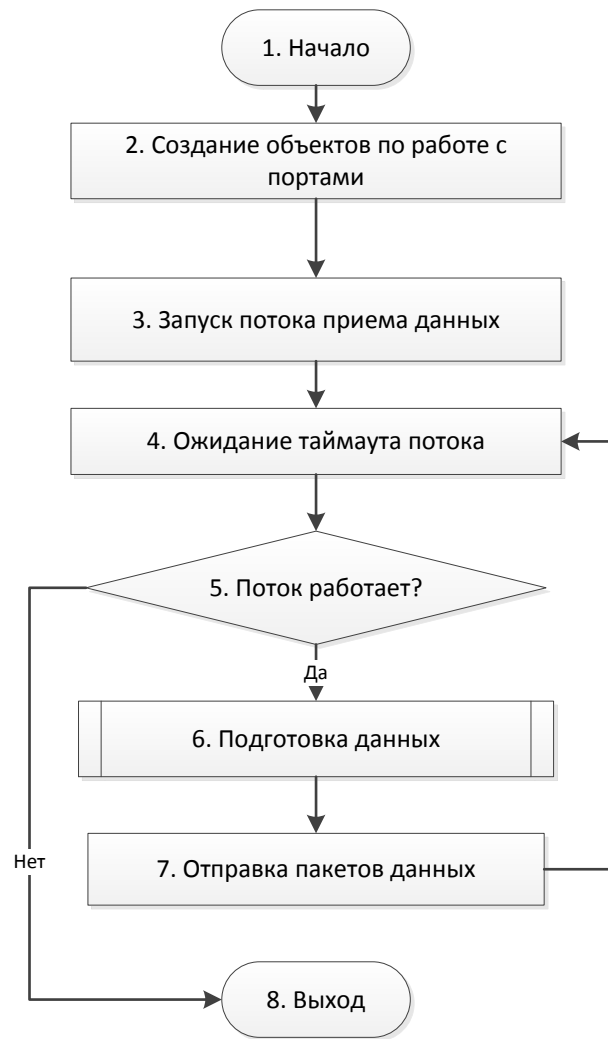 1. Начало
2. Создание объектов по работе с
портами
3. Запуск потока приема данных
4. Ожидание таймаута потока
5. Поток работает?
Да
6. Подготовка данных
7. Отправка пакетов данных
Нет
8. Выход